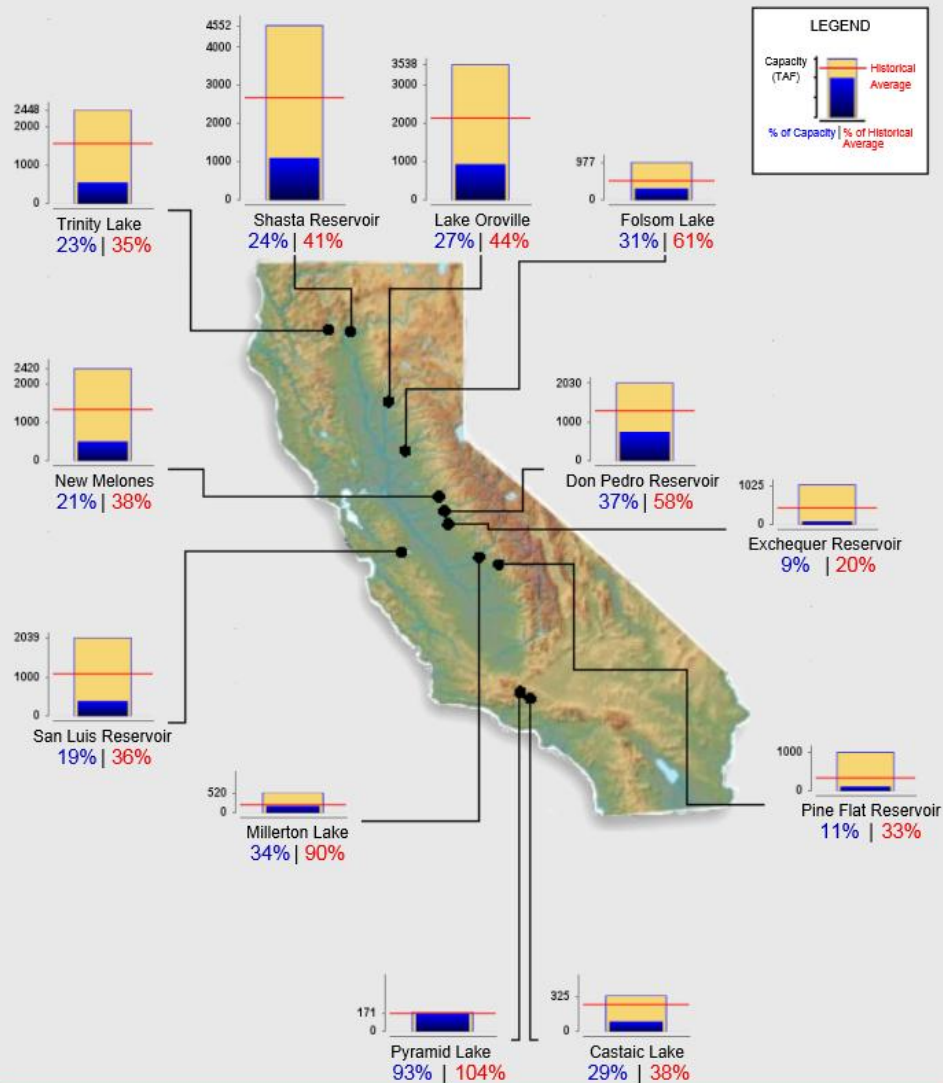 LEGEND
Capacity
(TAF)
Historical
Average
% of Capacity | % of Historical
Average
4552
4000
3000
2000
1000
0
Shasta Reservoir
24% | 41%
3538
3000
2000
1000
0
Lake Oroville
27% | 44%
2448
2000
1000
0
Trinity Lake
23% | 35%
977
0
Folsom Lake
31% | 61%
2420
2000
1000
0
New Melones
21% | 38%
2030
1000
0
Don Pedro Reservoir
37% | 58%
1025
0
Exchequer Reservoir
9% | 20%
2039
1000
0
San Luis Reservoir
19% | 36%
520
0
Millerton Lake
34% | 90%
1000
0
Pine Flat Reservoir
11% | 33%
171
0
Pyramid Lake
93% | 104%
325
0
Castaic Lake
29% | 38%